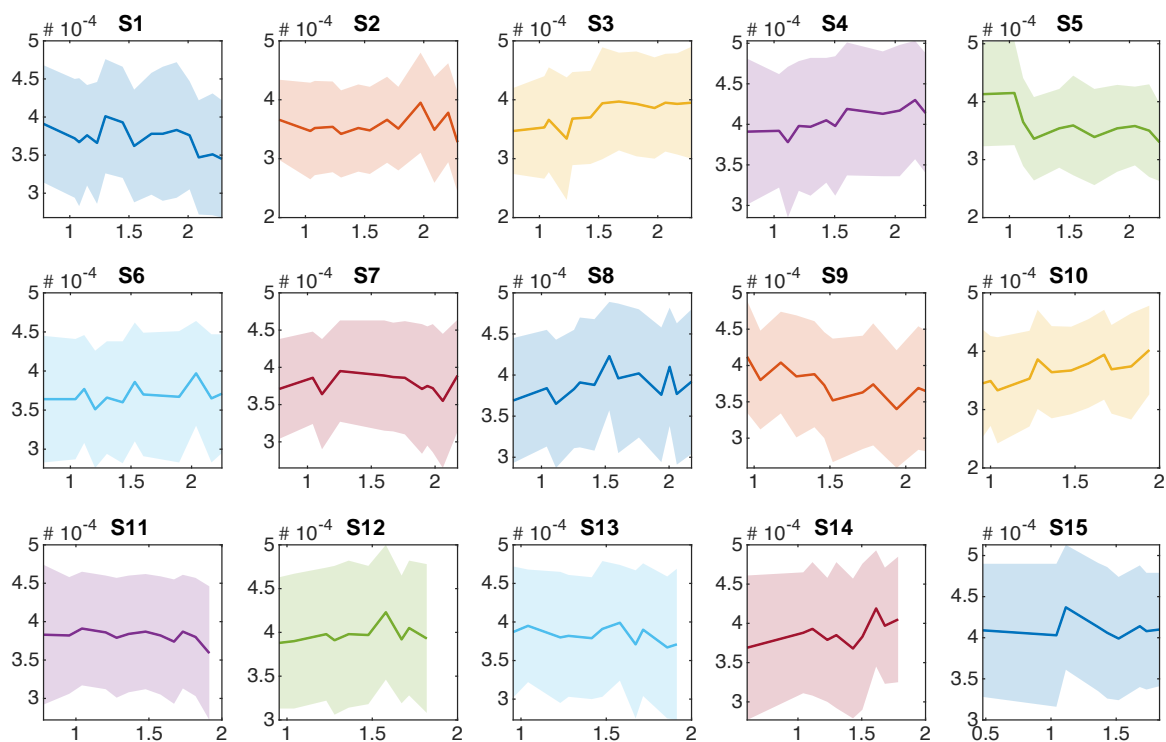 # 10⁻⁴ S1 # 10⁻⁴ S2 # 10⁻⁴ S3 # 10⁻⁴ S4 # 10⁻⁴ S5
5 5 5 5 5
4.5 4.5
4 4 4 4 4
3.5 3.5
3 3 3 3 3
2 2 2
1 1.5 2 1 1.5 2 1 1.5 2 1 1.5 2 1 1.5 2
# 10⁻⁴ S6 # 10⁻⁴ S7 # 10⁻⁴ S8 # 10⁻⁴ S9 # 10⁻⁴ S10
5 5 5 5 5
4.5 4.5 4.5 4.5
4 4 4 4 4
3.5 3.5 3.5 3.5
3 3 3 3 3
2
1 1.5 2 1 1.5 2 1 1.5 2 1 1.5 2 1 1.5 2
# 10⁻⁴ S11 # 10⁻⁴ S12 # 10⁻⁴ S13 # 10⁻⁴ S14 # 10⁻⁴ S15
5 5 5 5 5
4.5 4.5 4.5 4.5 4.5
4 4 4 4 4
3.5 3.5 3.5 3.5 3.5
3 3 3 3 3
1 1.5 2 1 1.5 2 1 1.5 2 1 1.5 2 0.5 1 1.5